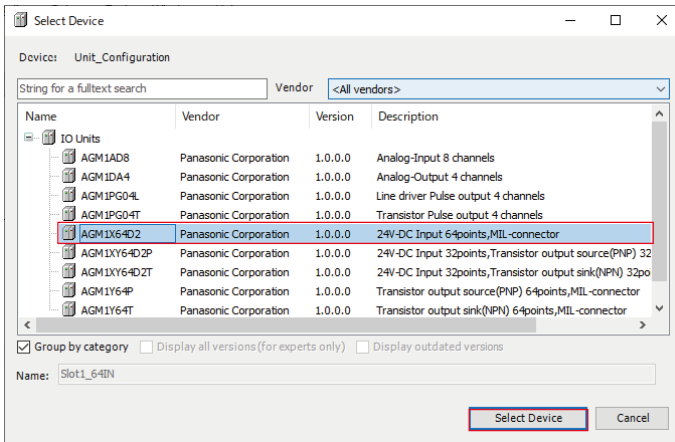 Select Device
Device: Unit_Configuration
String for a fulltext search Vendor <All vendors>
Name Vendor Version Description
IO Units
AGM1AD8 Panasonic Corporation 1.0.0.0 Analog-Input 8 channels
AGM1DA4 Panasonic Corporation 1.0.0.0 Analog-Output 4 channels
AGM1PG04L Panasonic Corporation 1.0.0.0 Line driver Pulse output 4 channels
AGM1PG04T Panasonic Corporation 1.0.0.0 Transistor Pulse output 4 channels
AGM1X64D2 Panasonic Corporation 1.0.0.0 24V-DC Input 64points,MIL-connector
AGM1XY64D2P Panasonic Corporation 1.0.0.0 24V-DC Input 32points,Transistor output source(PNP) 32
AGM1XY64D2T Panasonic Corporation 1.0.0.0 24V-DC Input 32points,Transistor output sink(NPN) 32po
AGM1Y64P Panasonic Corporation 1.0.0.0 Transistor output source(PNP) 64points,MIL-connector
AGM1Y64T Panasonic Corporation 1.0.0.0 Transistor output sink(NPN) 64points,MIL-connector
Group by category Display all versions(for experts only) Display outdated versions
Name: Slot1_64IN
Select Device Cancel